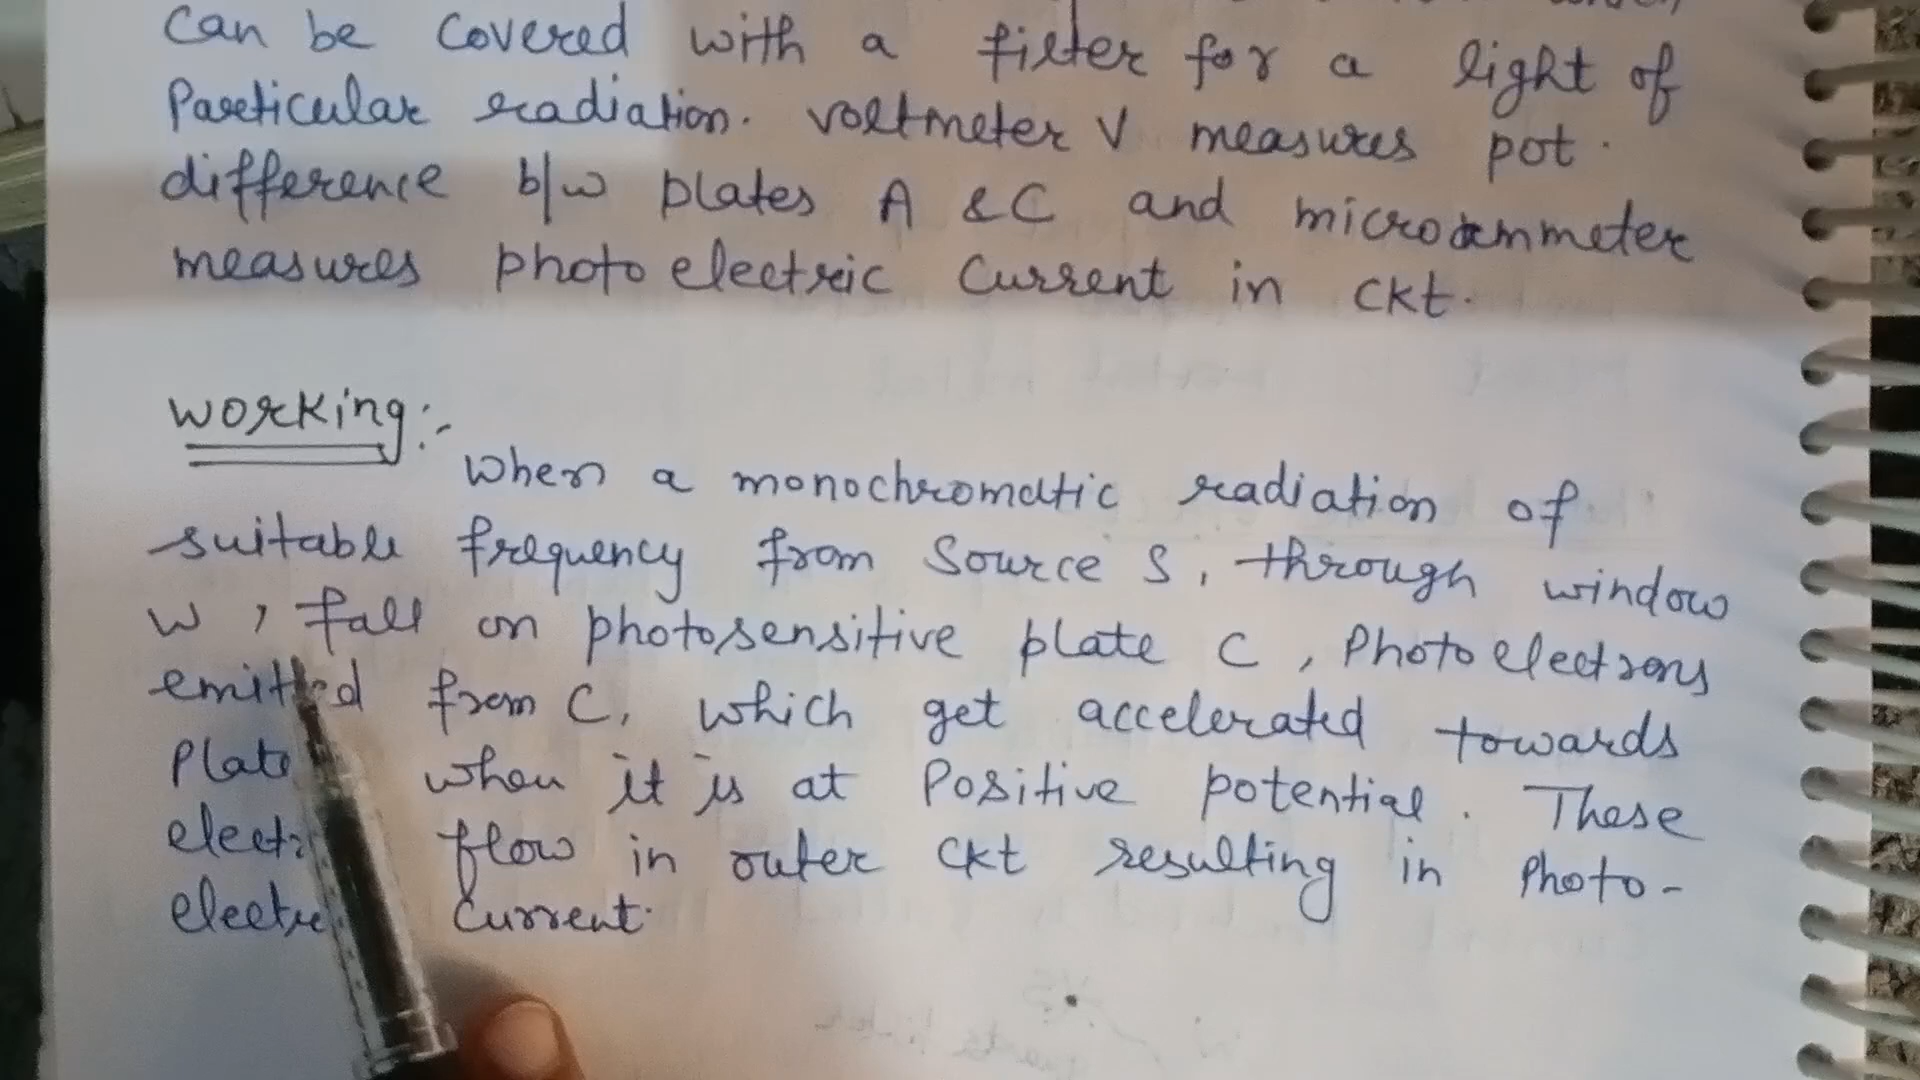 can be covered with a filter for a light of
Particular radiation. voltmeter V measures pot.
difference b/w plates A & C and microammeter
measures photo electric Current in ckt.
working:-
When a monochromatic radiation of
suitable frequency from Source S, through window
W, fall on photosensitive plate C, Photo electrons
emitted from C, which get accelerated towards
Plate when it is at Positive potential. These
flow in outer ckt resulting in Photo-
Current.